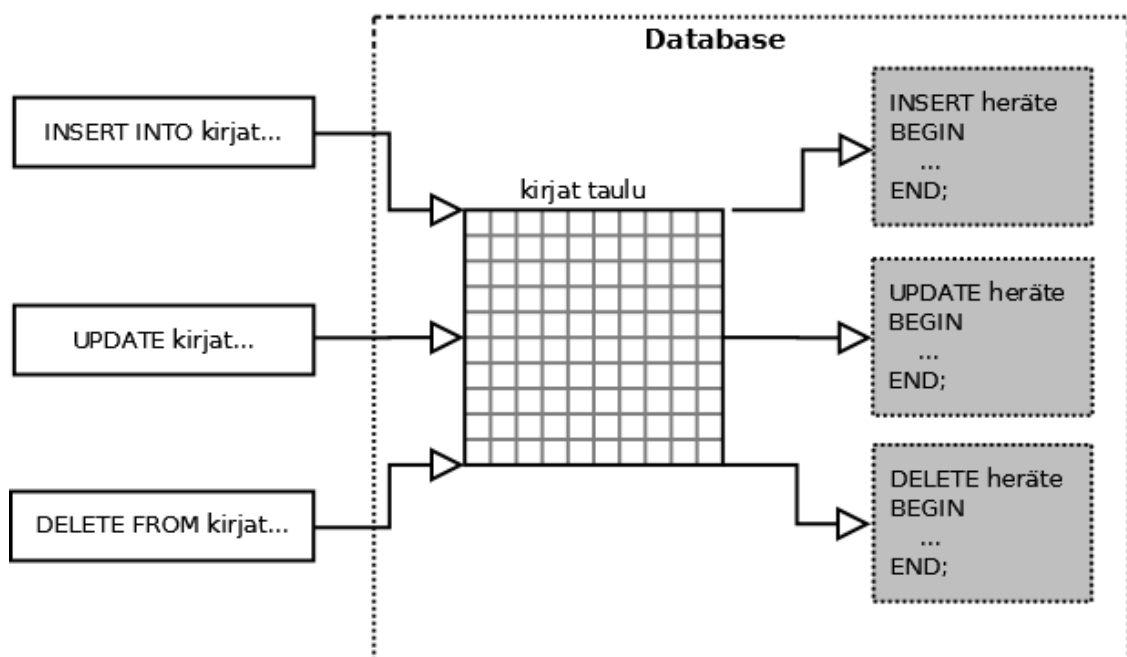 Database
INSERT INTO kirjat...
UPDATE kirjat...
DELETE FROM kirjat...
kirjat taulu
INSERT heräte
BEGIN
...
END;
UPDATE heräte
BEGIN
...
END;
DELETE heräte
BEGIN
...
END;